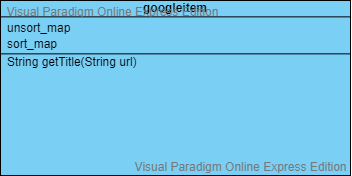 Visual Paradigm Online Express Edition
googleitem
unsort_map
sort_map
String getTitle(String url)
Visual Paradigm Online Express Edition